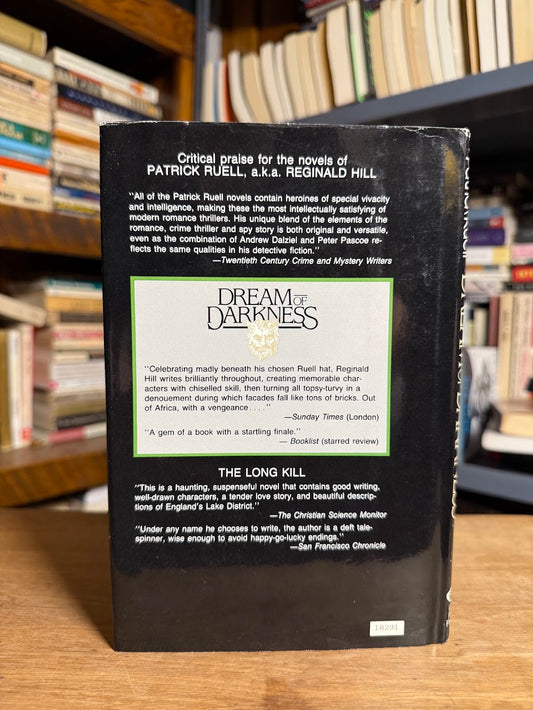 Critical praise for the novels of
PATRICK RUELL, a.k.a. REGINALD HILL
"All of the Patrick Ruell novels contain heroines of special vivacity
and intelligence, making these the most intellectually satisfying of
modern romance thrillers. His unique blend of the elements of the
romance, crime thriller and spy story is both original and versatile,
even as the combination of Andrew Dalziel and Peter Pascoe re-
flects the same qualities in his detective fiction."
—Twentieth Century Crime and Mystery Writers
DREAM OF
DARKNESS
"Celebrating madly beneath his chosen Ruell hat, Reginald
Hill writes brilliantly throughout, creating memorable char-
acters with chiselled skill, then turning all topsy-turvy in a
denouement during which facades fall like tons of bricks. Out
of Africa, with a vengeance . . . ."
—Sunday Times (London)
"A gem of a book with a startling finale."
— Booklist (starred review)
THE LONG KILL
"This is a haunting, suspenseful novel that contains good writing,
well-drawn characters, a tender love story, and beautiful descrip-
tions of England's Lake District."
—The Christian Science Monitor
"Under any name he chooses to write, the author is a deft tale-
spinner, wise enough to avoid happy-go-lucky endings."
—San Francisco Chronicle
18291